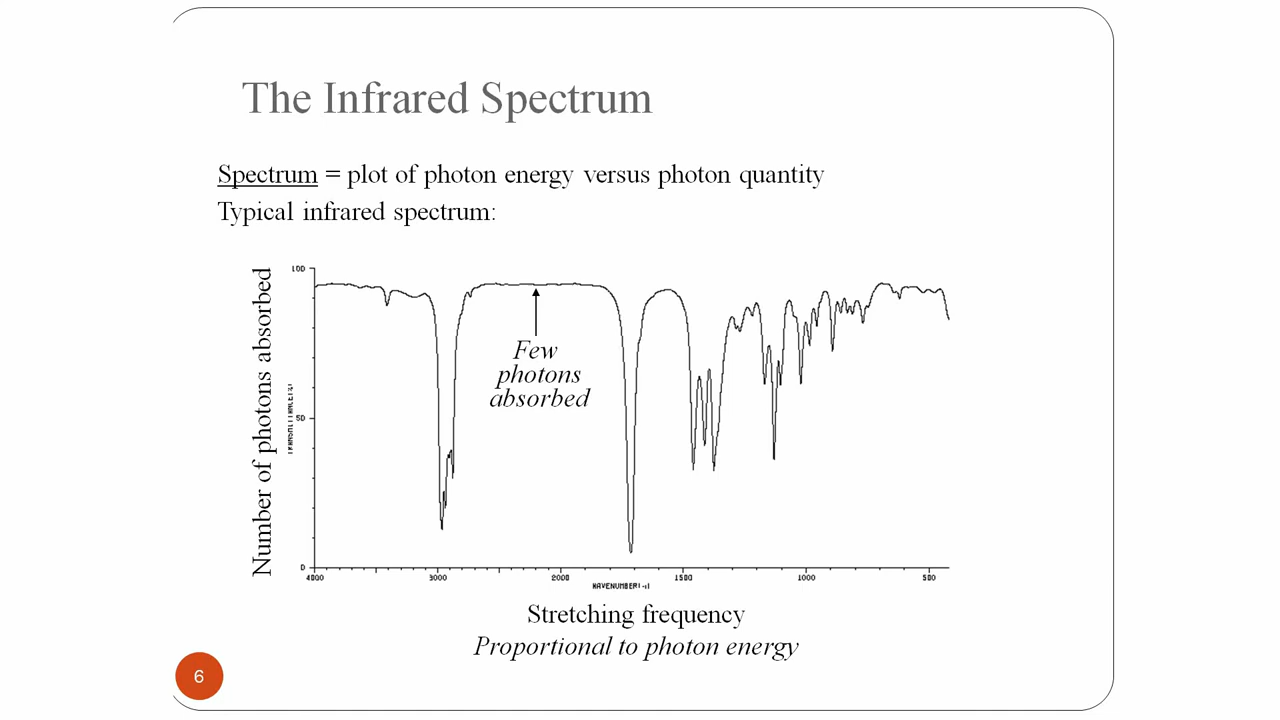 The Infrared Spectrum
Spectrum = plot of photon energy versus photon quantity
Typical infrared spectrum:
Number of photons absorbed
100
50
0
Few
photons
absorbed
4000 3000 2000 1500 1000 500
Stretching frequency
Proportional to photon energy
6